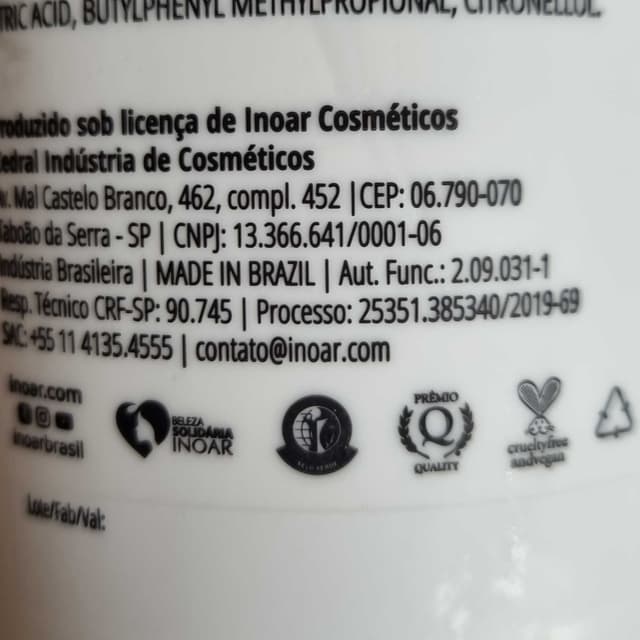 TRIC ACID, BUTYLPHENYL METHYLPROPIONAL, CITRONELLOL.
roduzido sob licença de Inoar Cosméticos
edral Indústria de Cosméticos
v. Mal Castelo Branco, 462, compl. 452 | CEP: 06.790-070
Taboão da Serra - SP | CNPJ: 13.366.641/0001-06
Indústria Brasileira | MADE IN BRAZIL | Aut. Func.: 2.09.031-1
Resp. Técnico CRF-SP: 90.745 | Processo: 25351.385340/2019-69
SAC: +55 11 4135.4555 | contato@inoar.com
inoar.com
inoarbrasil
BELEZA
SOLIDÁRIA
INOAR
SELO VERDE
PRÊMIO
Q
QUALITY
crueltyfree
andvegan
Lote/Fab/Val: